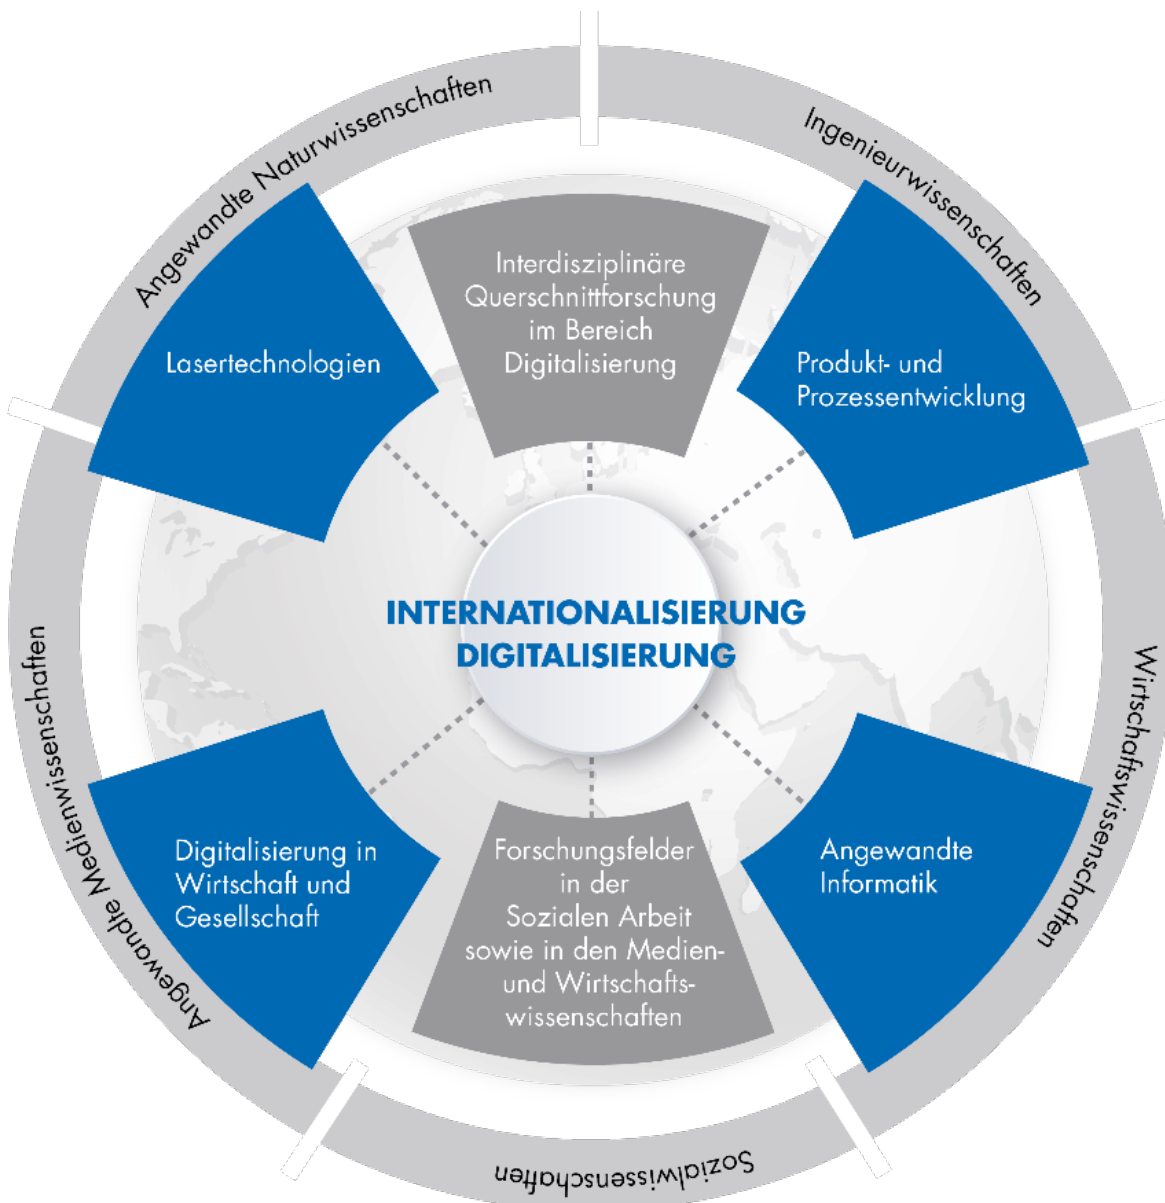 Angewandte Naturwissenschaften
Ingenieurwissenschaften
Interdisziplinäre
Querschnittforschung
im Bereich
Digitalisierung
Lasertechnologien
Produkt- und
Prozessentwicklung
INTERNATIONALISIERUNG
DIGITALISIERUNG
Angewandte Medienwissenschaften
Wirtschaftswissenschaften
Digitalisierung in
Wirtschaft und
Gesellschaft
Forschungsfelder
in der
Sozialen Arbeit
sowie in den Medien-
und Wirtschafts-
wissenschaften
Angewandte
Informatik
Sozialwissenschaften